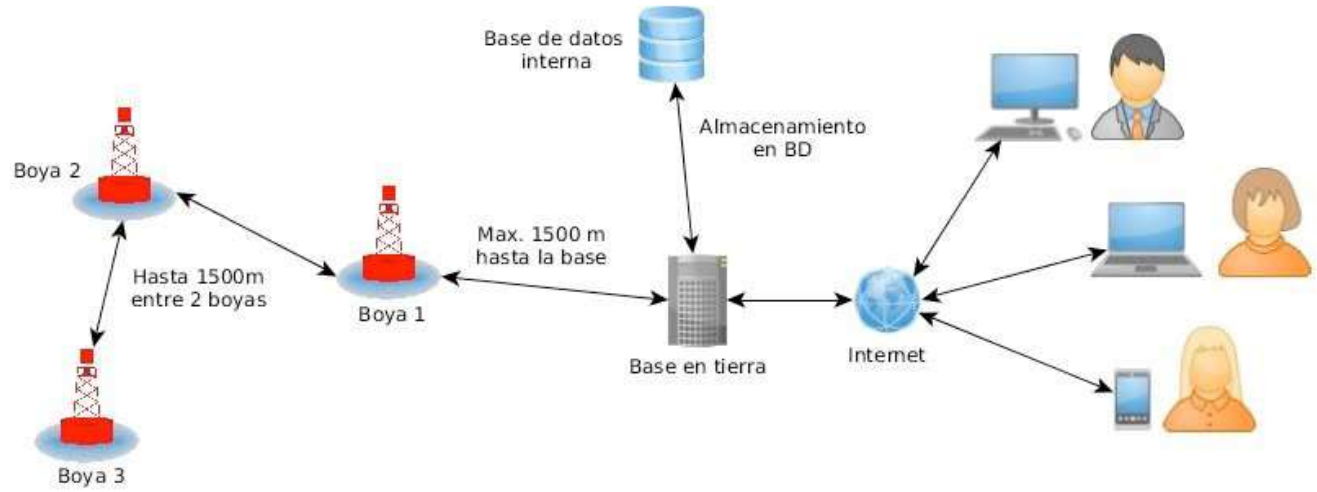 Base de datos
interna
Almacenamiento
en BD
Boya 2
Max. 1500 m
hasta la base
Hasta 1500m
entre 2 boyas
Boya 1
Internet
Base en tierra
Boya 3